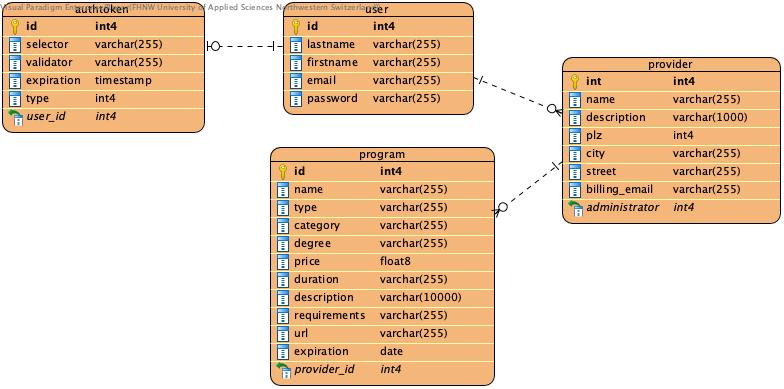 Visual Paradigm Enterprise (FHNW University of Applied Sciences Northwestern Switzerland)
authtoken
id int4
selector varchar(255)
validator varchar(255)
expiration timestamp
type int4
user_id int4
user
id int4
lastname varchar(255)
firstname varchar(255)
email varchar(255)
password varchar(255)
provider
int int4
name varchar(255)
description varchar(1000)
plz int4
city varchar(255)
street varchar(255)
billing_email varchar(255)
administrator int4
program
id int4
name varchar(255)
type varchar(255)
category varchar(255)
degree varchar(255)
price float8
duration varchar(255)
description varchar(10000)
requirements varchar(255)
url varchar(255)
expiration date
provider_id int4